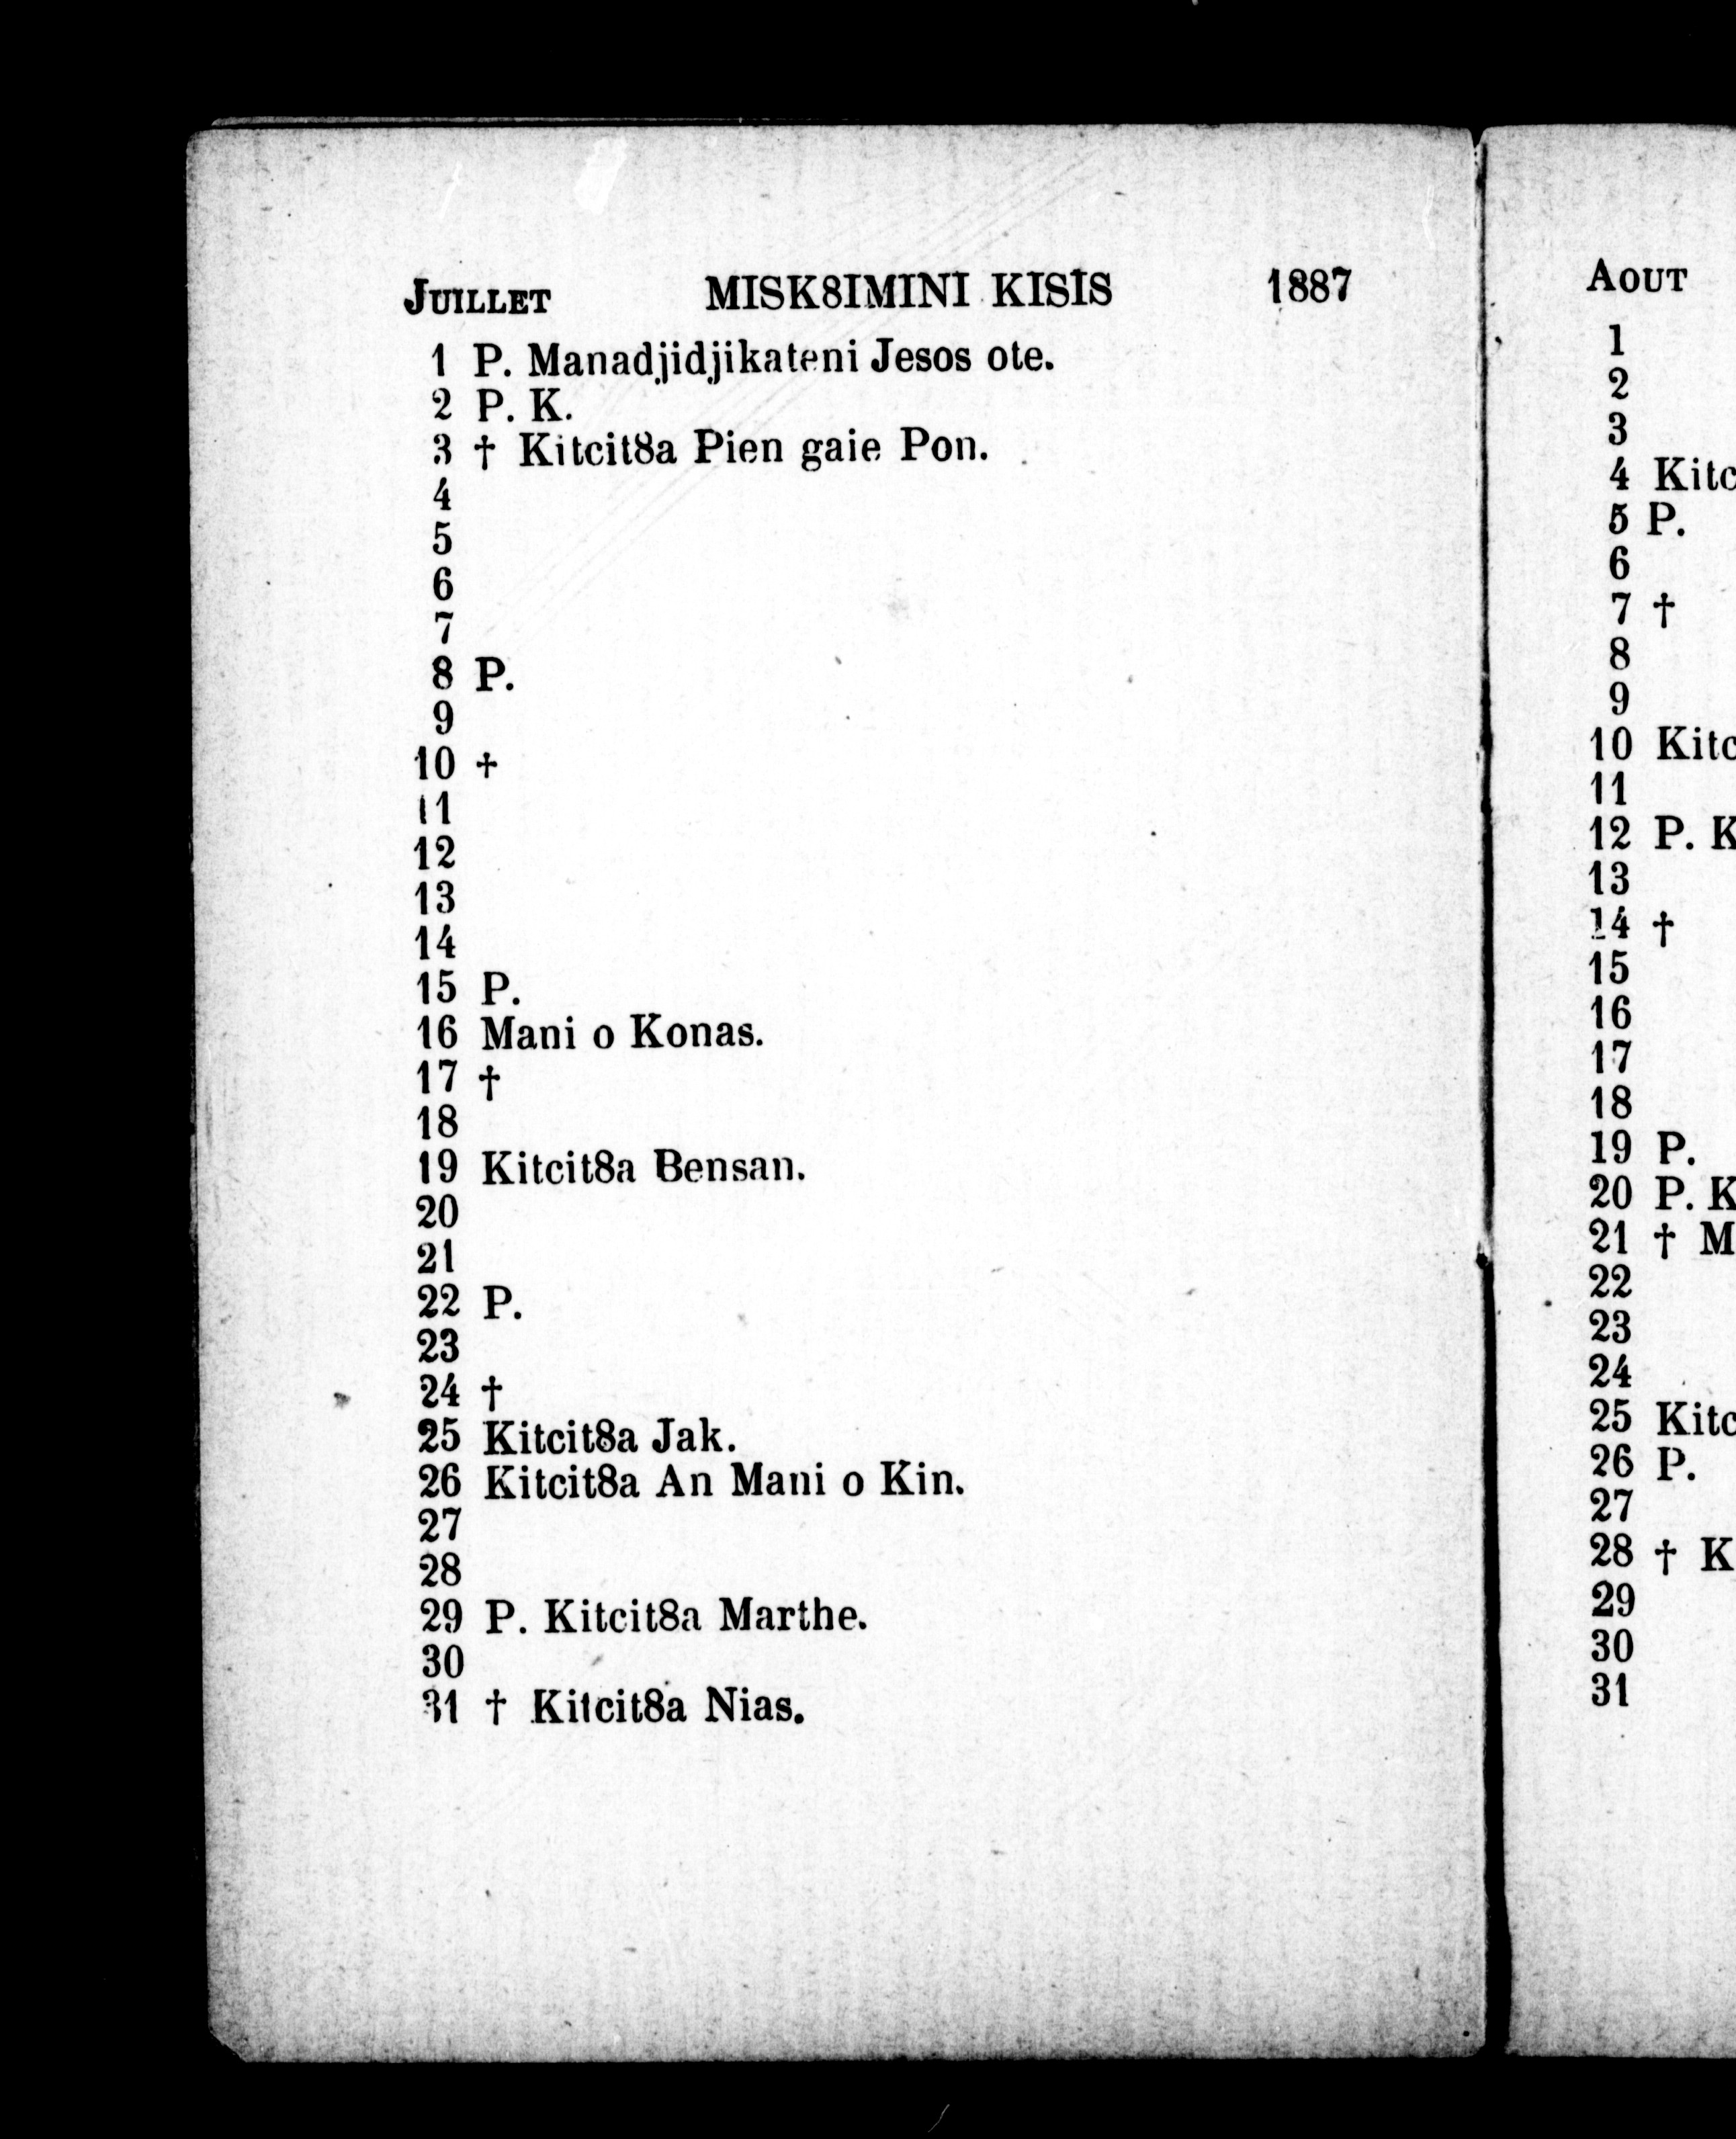 JUILLET MISK8IMINI KISIS 1887
1 P. Manadjidjikateni Jesos ote.
2 P. K.
3 † Kitcit8a Pien gaie Pon.
4
5
6
7
8 P.
9
10 †
11
12
13
14
15 P.
16 Mani o Konas.
17 †
18
19 Kitcit8a Bensan.
20
21
22 P.
23
24 †
25 Kitcit8a Jak.
26 Kitcit8a An Mani o Kin.
27
28
29 P. Kitcit8a Marthe.
30
31 † Kitcit8a Nias.
AOUT
1
2
3
4 Kitc
5 P.
6
7 †
8
9
10 Kitc
11
12 P. K
13
14 †
15
16
17
18
19 P.
20 P. K
21 † M
22
23
24
25 Kitc
26 P.
27
28 † K
29
30
31